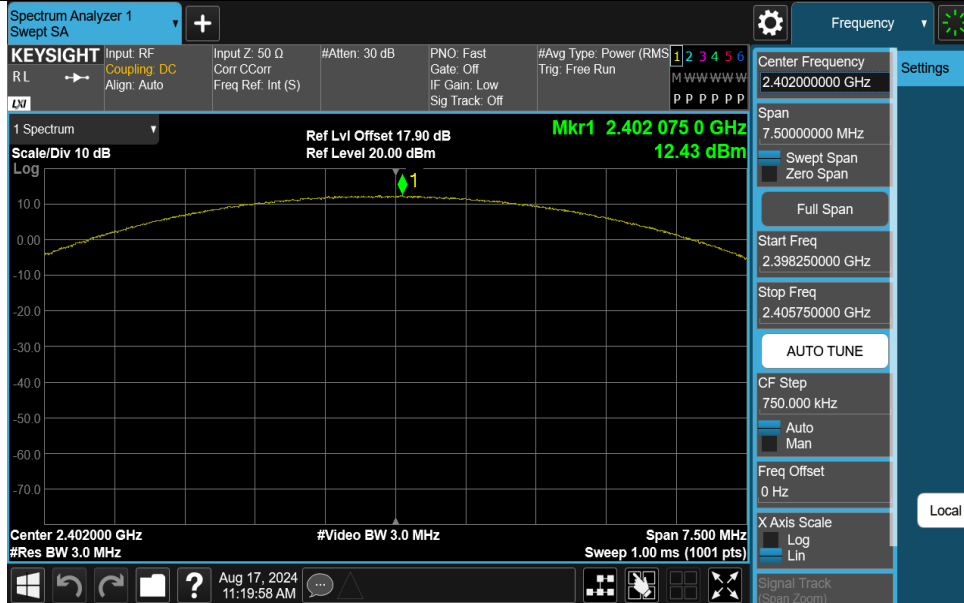 Spectrum Analyzer 1
Swept SA
Frequency
KEYSIGHT
R L
LXI
Input: RF
Coupling: DC
Align: Auto
Input Z: 50 Ω
Corr CCorr
Freq Ref: Int (S)
#Atten: 30 dB
PNO: Fast
Gate: Off
IF Gain: Low
Sig Track: Off
#Avg Type: Power (RMS
Trig: Free Run
1 2 3 4 5 6
M W W W W W
P P P P P P
1 Spectrum
Scale/Div 10 dB
Log
Ref Lvl Offset 17.90 dB
Ref Level 20.00 dBm
Mkr1 2.402 075 0 GHz
12.43 dBm
1
10.0
0.00
-10.0
-20.0
-30.0
-40.0
-50.0
-60.0
-70.0
Center 2.402000 GHz
#Res BW 3.0 MHz
#Video BW 3.0 MHz
Span 7.500 MHz
Sweep 1.00 ms (1001 pts)
Aug 17, 2024
11:19:58 AM
Center Frequency
2.402000000 GHz
Settings
Span
7.50000000 MHz
Swept Span
Zero Span
Full Span
Start Freq
2.398250000 GHz
Stop Freq
2.405750000 GHz
AUTO TUNE
CF Step
750.000 kHz
Auto
Man
Freq Offset
0 Hz
Local
X Axis Scale
Log
Lin
Signal Track
(Span Zoom)